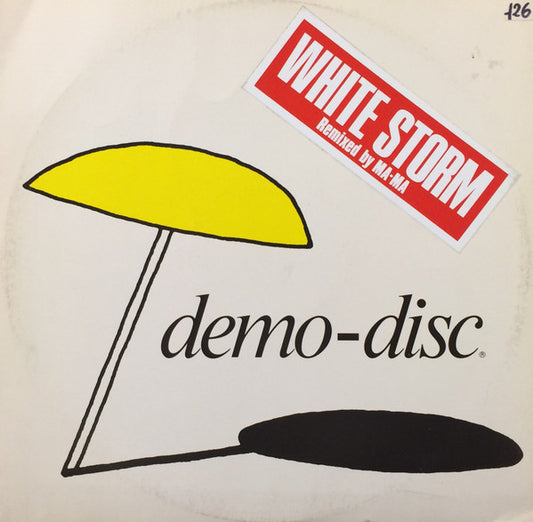 126
WHITE STORM
Remixed by MA-MA
demo-disc®